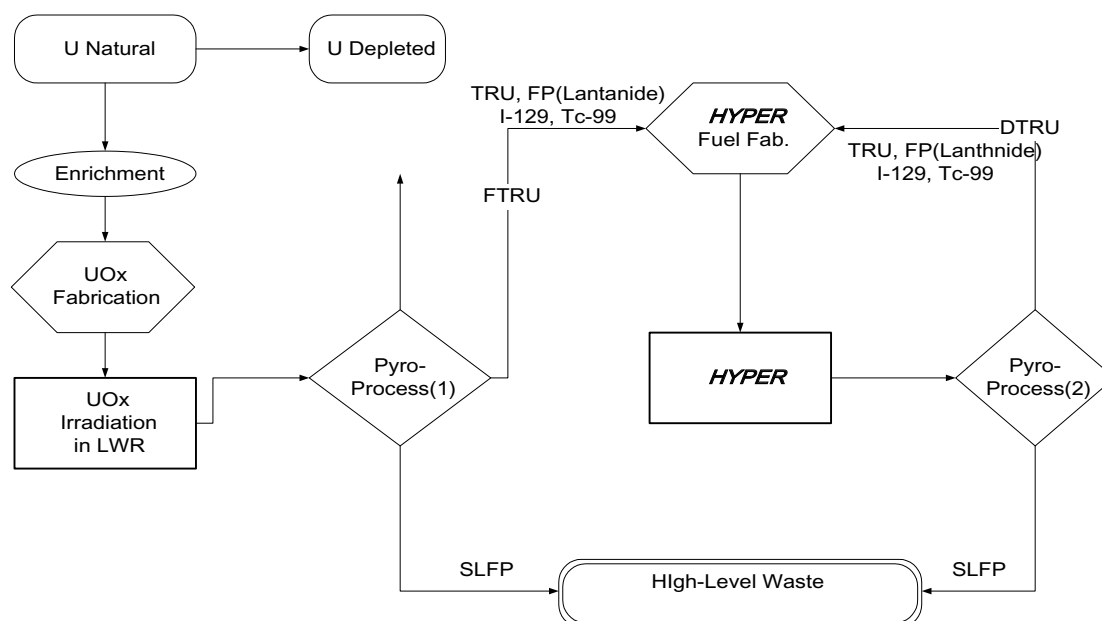 U Natural
U Depleted
TRU, FP(Lantanide)
I-129, Tc-99
HYPER
Fuel Fab.
DTRU
TRU, FP(Lanthnide)
I-129, Tc-99
Enrichment
FTRU
UOx
Fabrication
Pyro-
Process(1)
HYPER
Pyro-
Process(2)
UOx
Irradiation
in LWR
SLFP
HIgh-Level Waste
SLFP